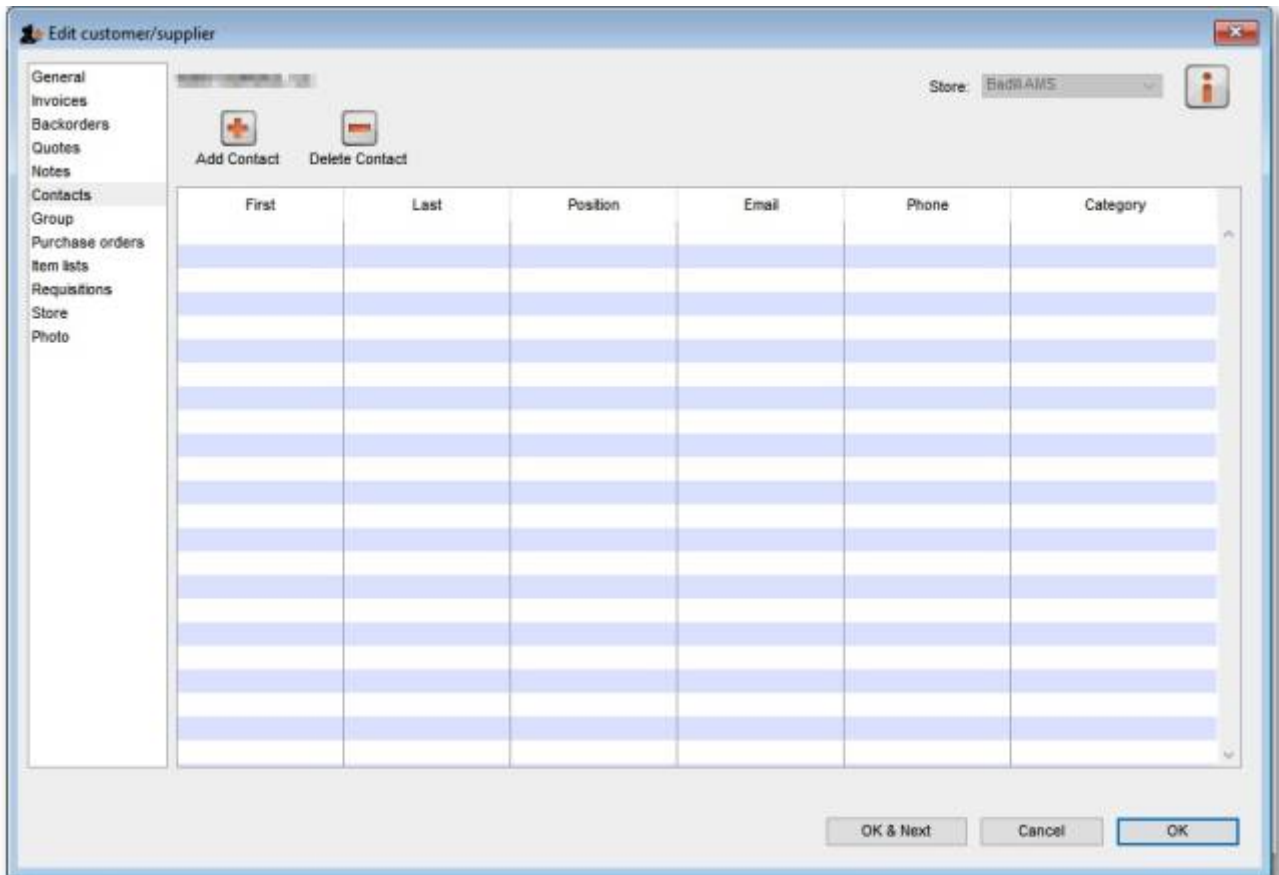 Edit customer/supplier
General
Invoices
Backorders
Quotes
Notes
Contacts
Group
Purchase orders
Item lists
Requisitions
Store
Photo
Store:
Add Contact
Delete Contact
First Last Position Email Phone Category
OK & Next Cancel OK